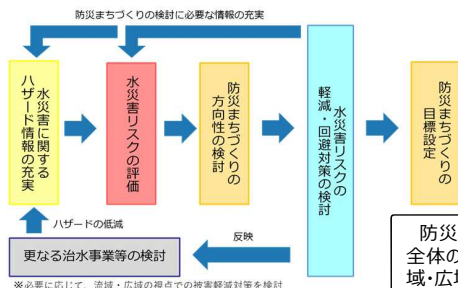 防災まちづくりの検討に必要な情報の充実
水災害に関する
ハザード情報の充実
水災害リスクの評価
防災まちづくりの
方向性の検討
水災害リスクの
軽減・回避対策の検討
防災まちづくりの
目標設定
ハザードの低減
反映
更なる治水事業等の検討
※必要に応じて、流域・広域の視点での被害軽減対策を検討
防災
全体の
域・広域